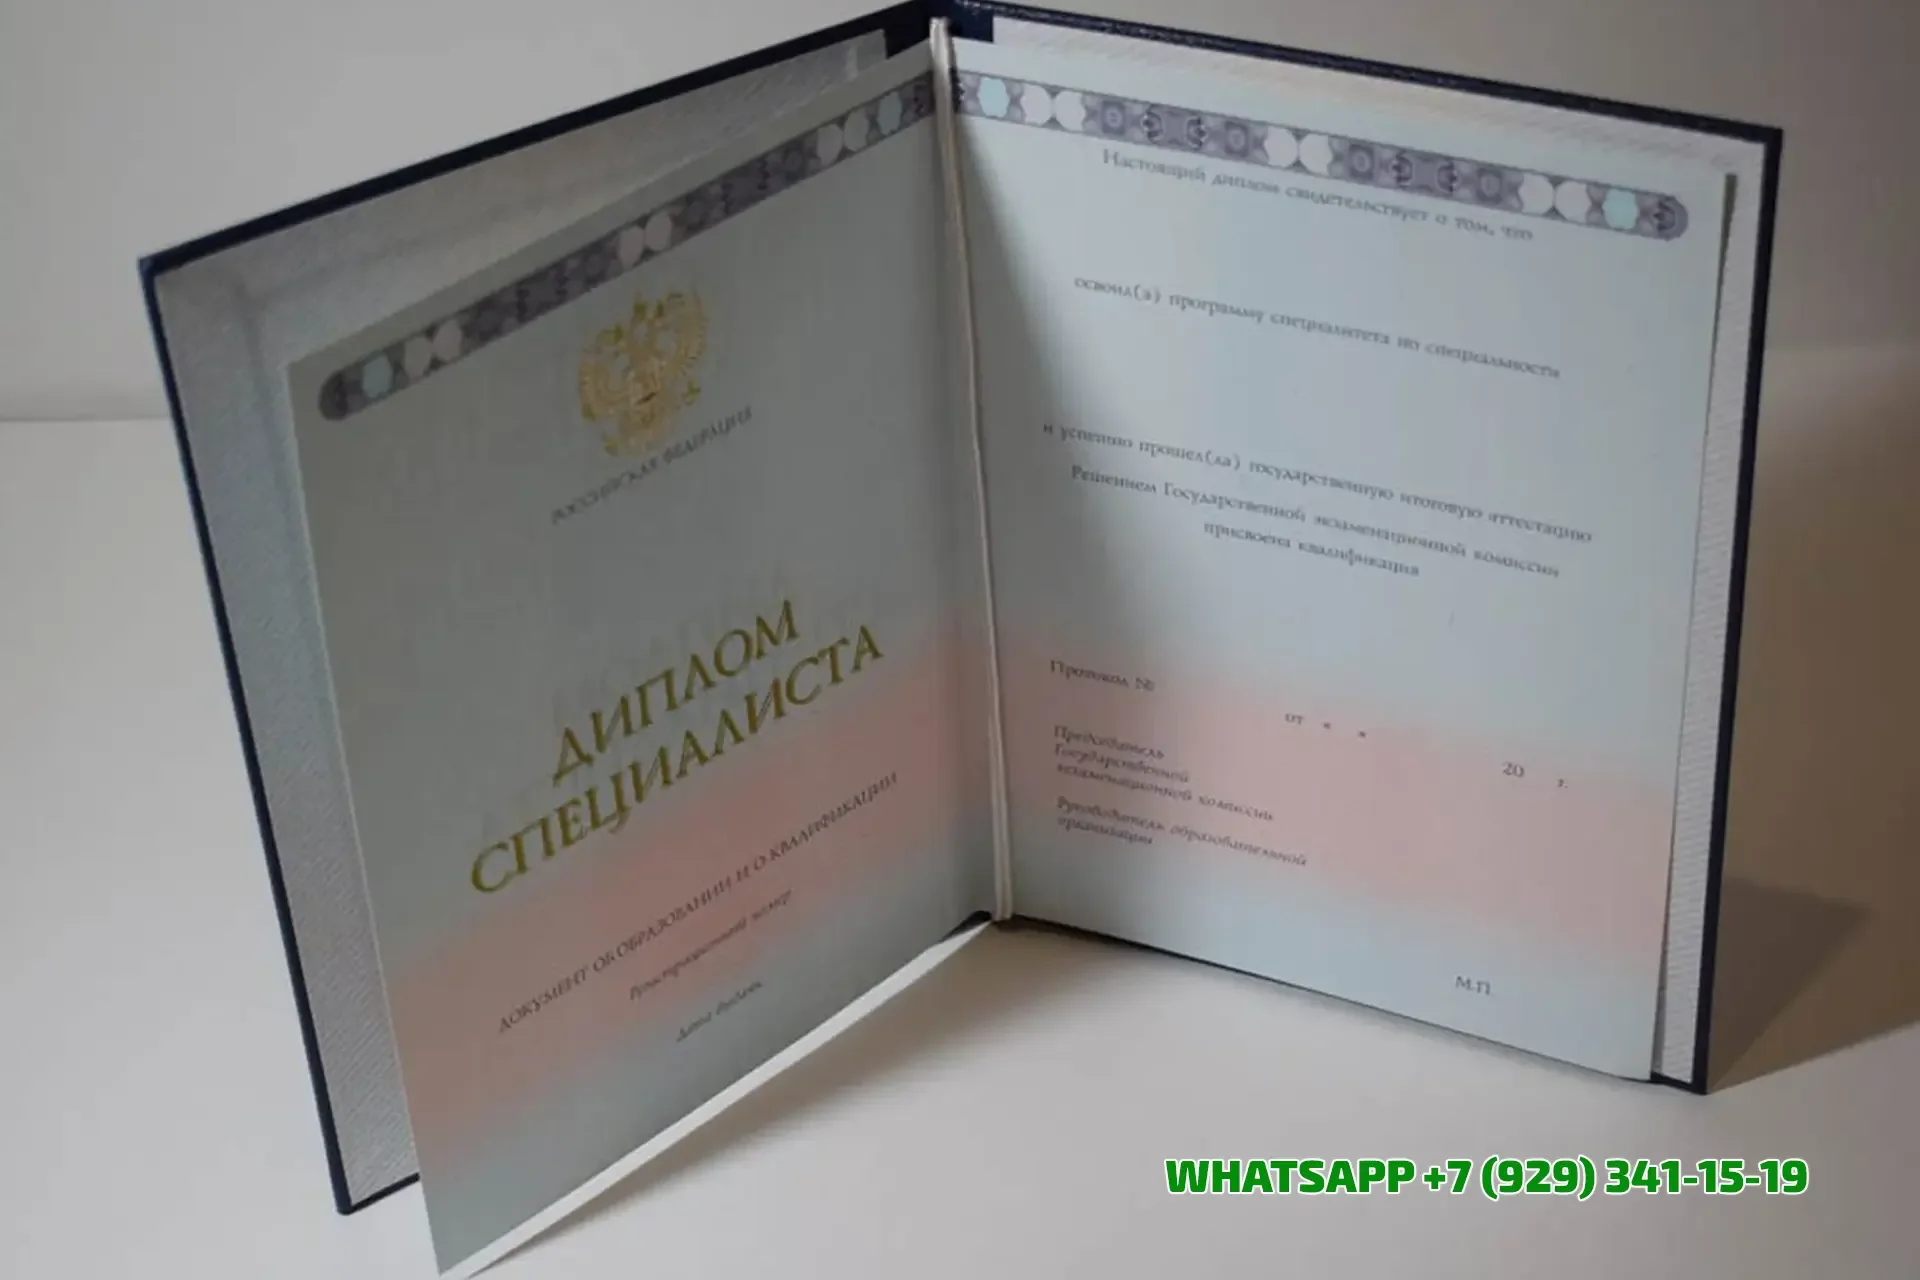 РОССИЙСКАЯ ФЕДЕРАЦИЯ
ДИПЛОМ
СПЕЦИАЛИСТА
ДОКУМЕНТ ОБ ОБРАЗОВАНИИ И О КВАЛИФИКАЦИИ
Регистрационный номер
Дата выдачи
Настоящий диплом свидетельствует о том, что
освоил(а) программу специалитета по специальности
и успешно прошел(ла) государственную итоговую аттестацию
Решением Государственной экзаменационной комиссии
присвоена квалификация
Протокол №
от « »
20 г.
Председатель
Государственной
экзаменационной комиссии
Руководитель образовательной
организации
М.П.
WHATSAPP +7 (929) 341-15-19